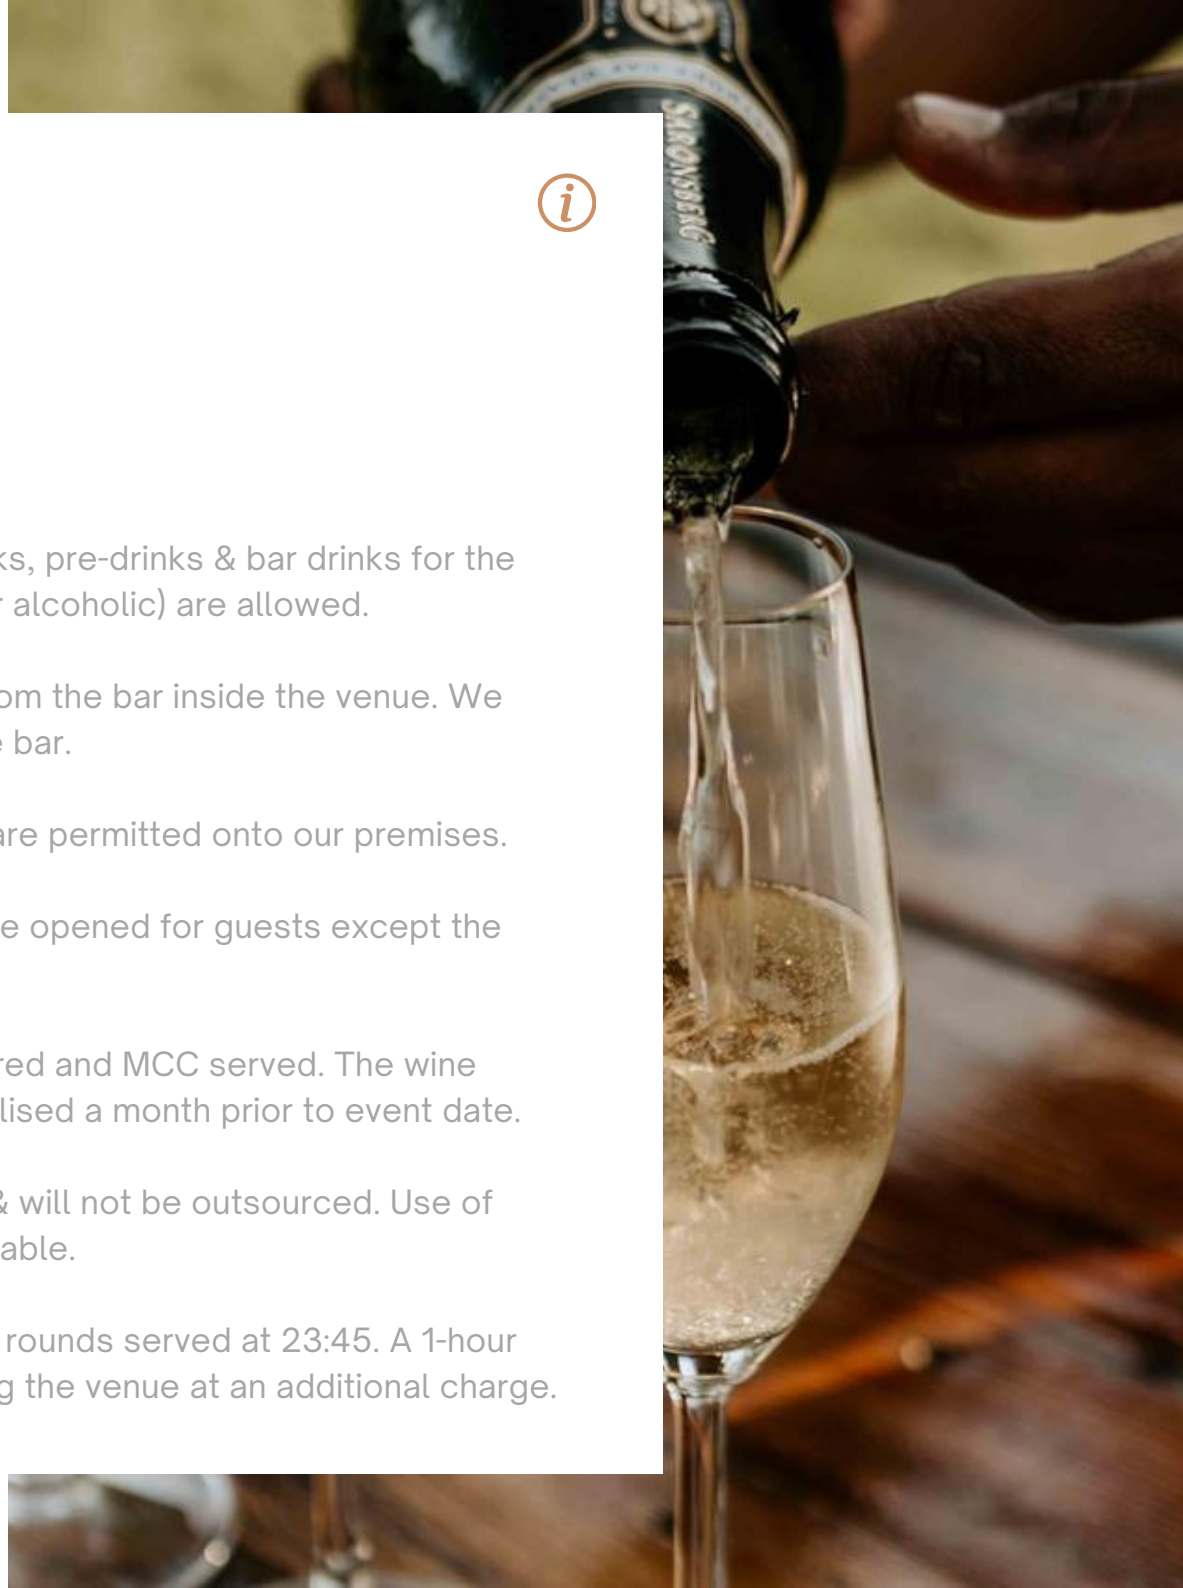 SARONSBERG
i
ks, pre-drinks & bar drinks for the
r alcoholic) are allowed.
om the bar inside the venue. We
e bar.
are permitted onto our premises.
e opened for guests except the
red and MCC served. The wine
lised a month prior to event date.
& will not be outsourced. Use of
able.
rounds served at 23:45. A 1-hour
g the venue at an additional charge.